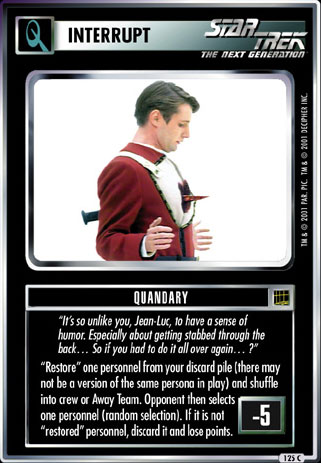 Q INTERRUPT
STAR TREK
THE NEXT GENERATION
TM & © 2001 PAR. PIC. TM & © 2001 DECIPHER INC.
QUANDARY
“It’s so unlike you, Jean-Luc, to have a sense of
humor. Especially about getting stabbed through the
back… So if you had to do it all over again… ?”
“Restore” one personnel from your discard pile (there may
not be a version of the same persona in play) and shuffle
into crew or Away Team. Opponent then selects
one personnel (random selection). If it is not
“restored” personnel, discard it and lose points.
-5
125 C